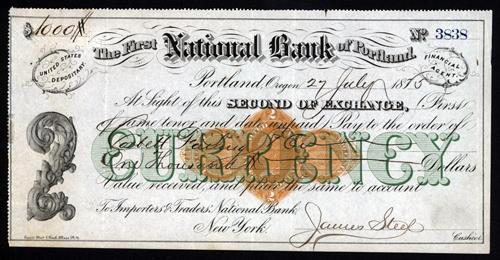 $1000
No 3838
The First National Bank of Portland.
UNITED STATES DEPOSITARY
FINANCIAL AGENT
Portland, Oregon 27 July 1875
At Sight of this SECOND OF EXCHANGE, (First
of same tenor and date unpaid) Pay to the order of
Corbett Failing & Co
One thousand Dollars
CURRENCY
Value received, and place the same to account
To Importers & Traders National Bank
New York.
James Steel
Cashier.